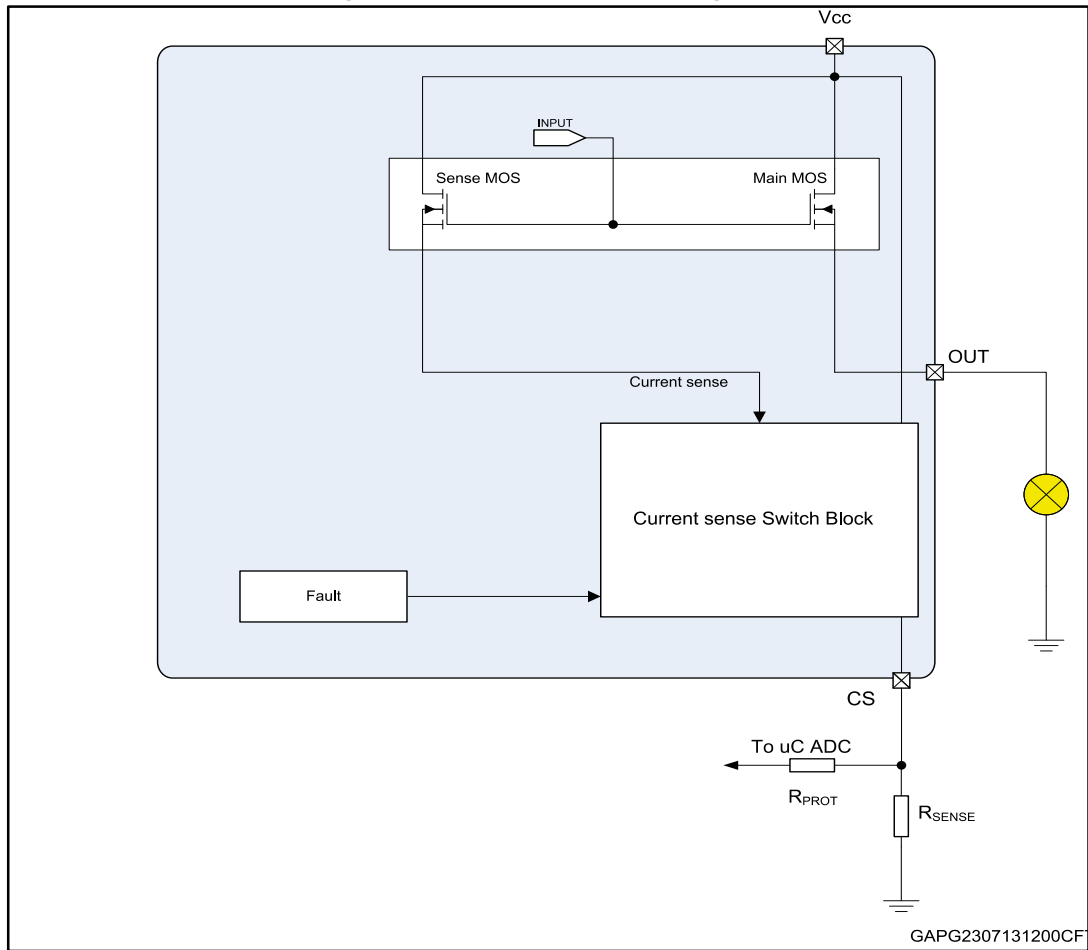 Vcc
INPUT
Sense MOS
Main MOS
OUT
Current sense
Current sense Switch Block
Fault
CS
To uC ADC
RPROT
RSENSE
GAPG2307131200CF